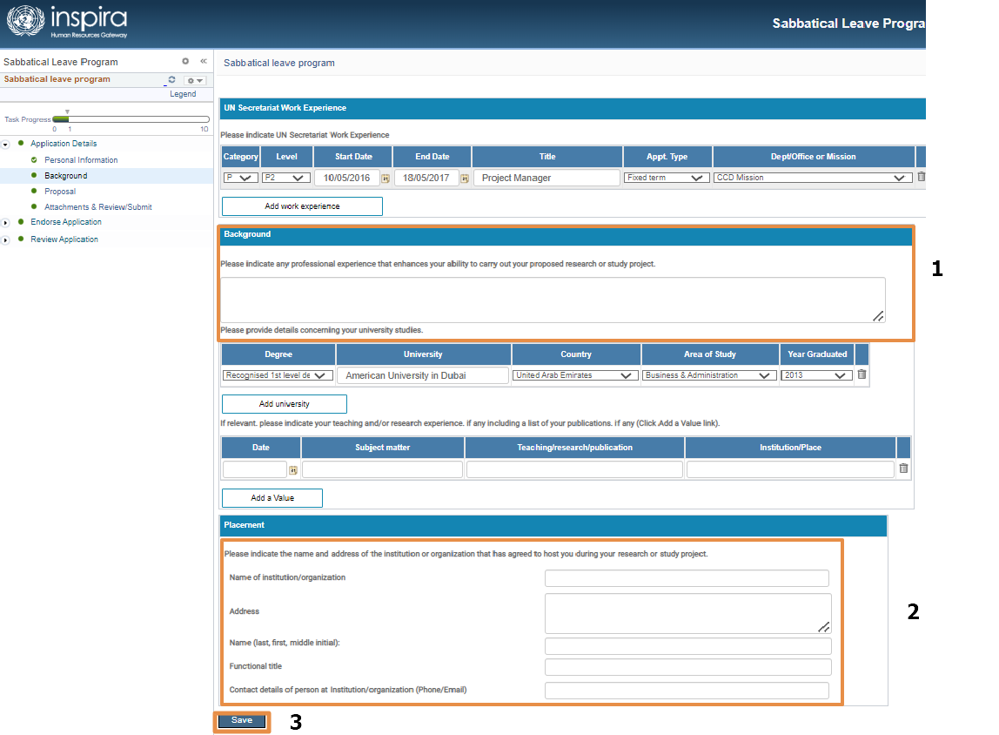 inspira
Human Resources Gateway
Sabbatical Leave Progra
Sabbatical Leave Program
Sabbatical leave program
Legend
Task Progress
0 1 10
Application Details
Personal Information
Background
Proposal
Attachments & Review/Submit
Endorse Application
Review Application
Sabbatical leave program
UN Secretariat Work Experience
Please indicate UN Secretariat Work Experience
Category Level Start Date End Date Title Appt. Type Dept/Office or Mission
P P2 10/05/2016 18/05/2017 Project Manager Fixed term CCD Mission
Add work experience
Background
Please indicate any professional experience that enhances your ability to carry out your proposed research or study project.
1
Please provide details concerning your university studies.
Degree University Country Area of Study Year Graduated
Recognised 1st level de American University in Dubai United Arab Emirates Business & Administration 2013
Add university
If relevant. please indicate your teaching and/or research experience. if any including a list of your publications. if any (Click Add a Value link).
Date Subject matter Teaching/research/publication Institution/Place
Add a Value
Placement
Please indicate the name and address of the institution or organization that has agreed to host you during your research or study project.
Name of institution/organization
Address
2
Name (last, first, middle initial):
Functional title
Contact details of person at Institution/organization (Phone/Email)
Save
3